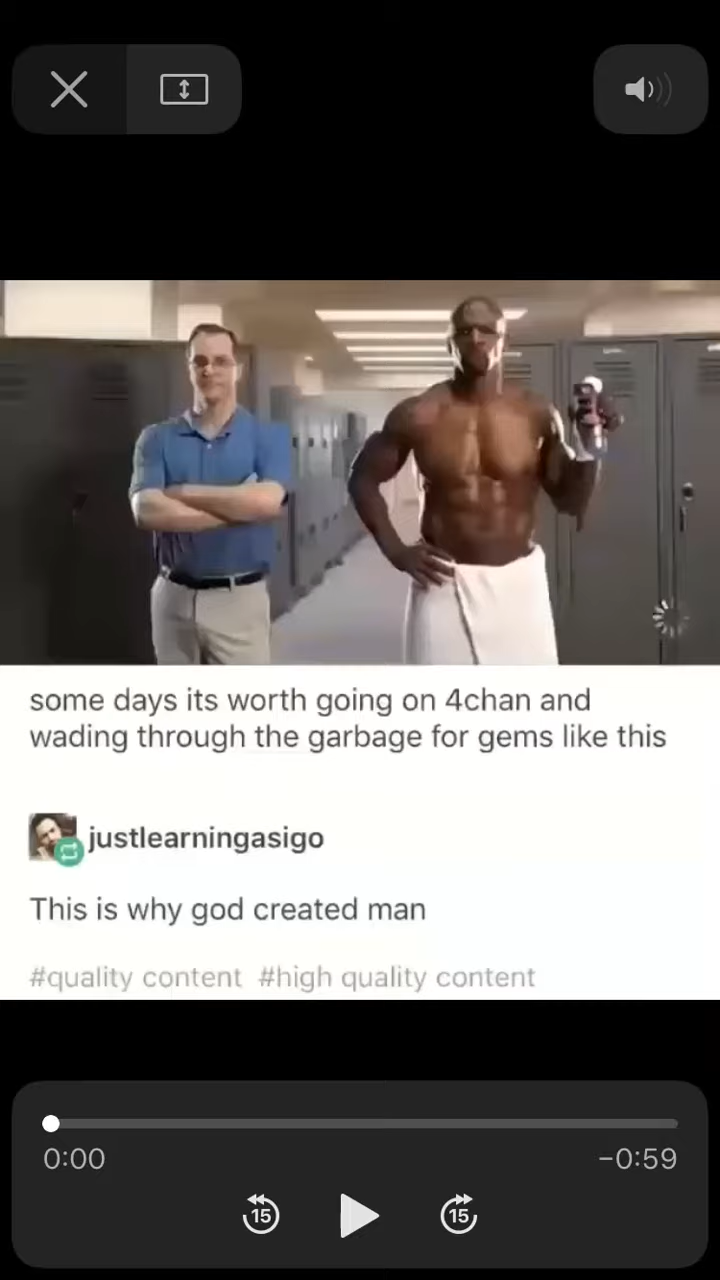 some days its worth going on 4chan and
wading through the garbage for gems like this
justlearningasigo
This is why god created man
#quality content #high quality content
0:00
−0:59
15
15